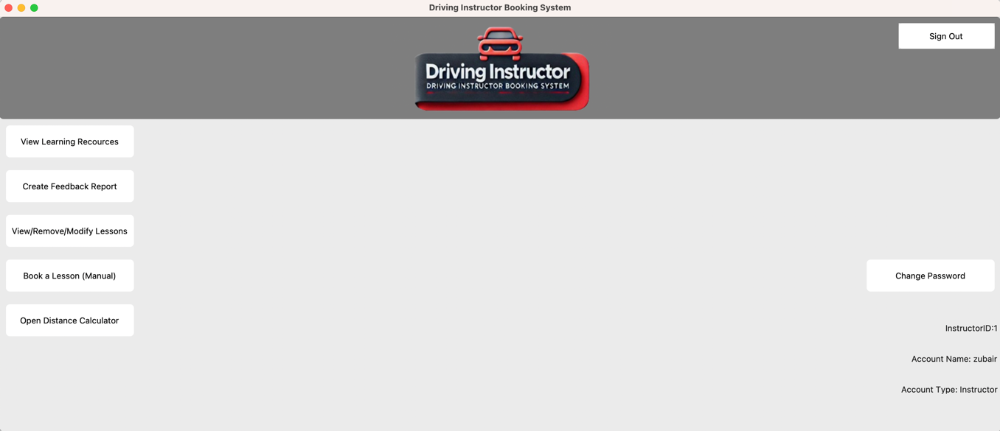 Driving Instructor Booking System
Sign Out
Driving Instructor
DRIVING INSTRUCTOR BOOKING SYSTEM
View Learning Recources
Create Feedback Report
View/Remove/Modify Lessons
Book a Lesson (Manual)
Change Password
Open Distance Calculator
InstructorID:1
Account Name: zubair
Account Type: Instructor